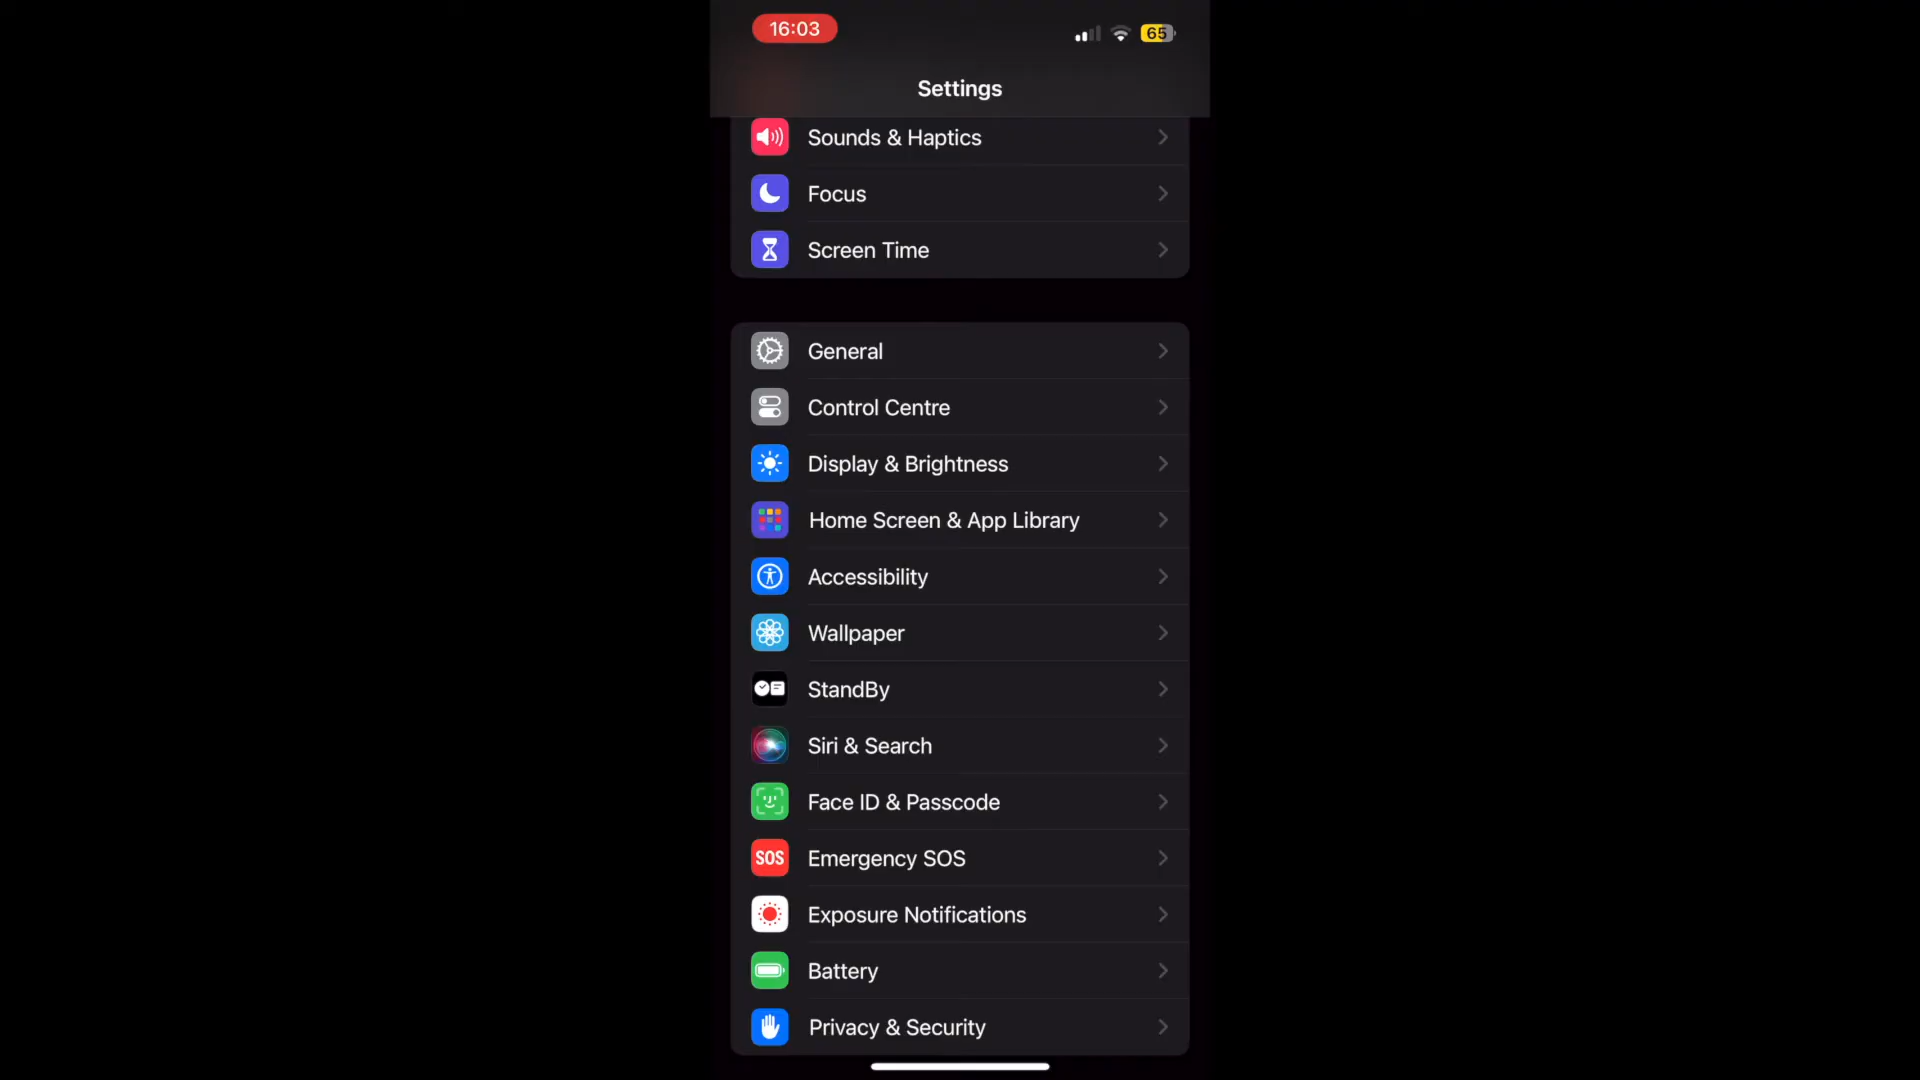 16:03
65
Settings
Sounds & Haptics
Focus
Screen Time
General
Control Centre
Display & Brightness
Home Screen & App Library
Accessibility
Wallpaper
StandBy
Siri & Search
Face ID & Passcode
SOS
Emergency SOS
Exposure Notifications
Battery
Privacy & Security